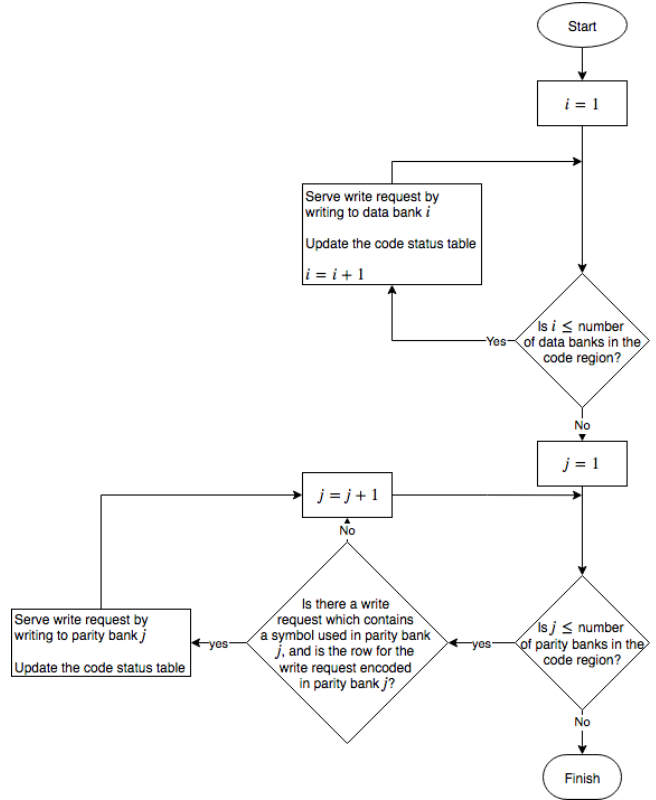 Start
i = 1
Serve write request by
writing to data bank i
Update the code status table
i = i + 1
Is i ≤ number
of data banks in the
code region?
Yes
No
j = 1
j = j + 1
No
Is there a write
request which contains
a symbol used in parity bank
j, and is the row for the
write request encoded
in parity bank j?
Serve write request by
writing to parity bank j
Update the code status table
yes
yes
Is j ≤ number
of parity banks in the
code region?
No
Finish